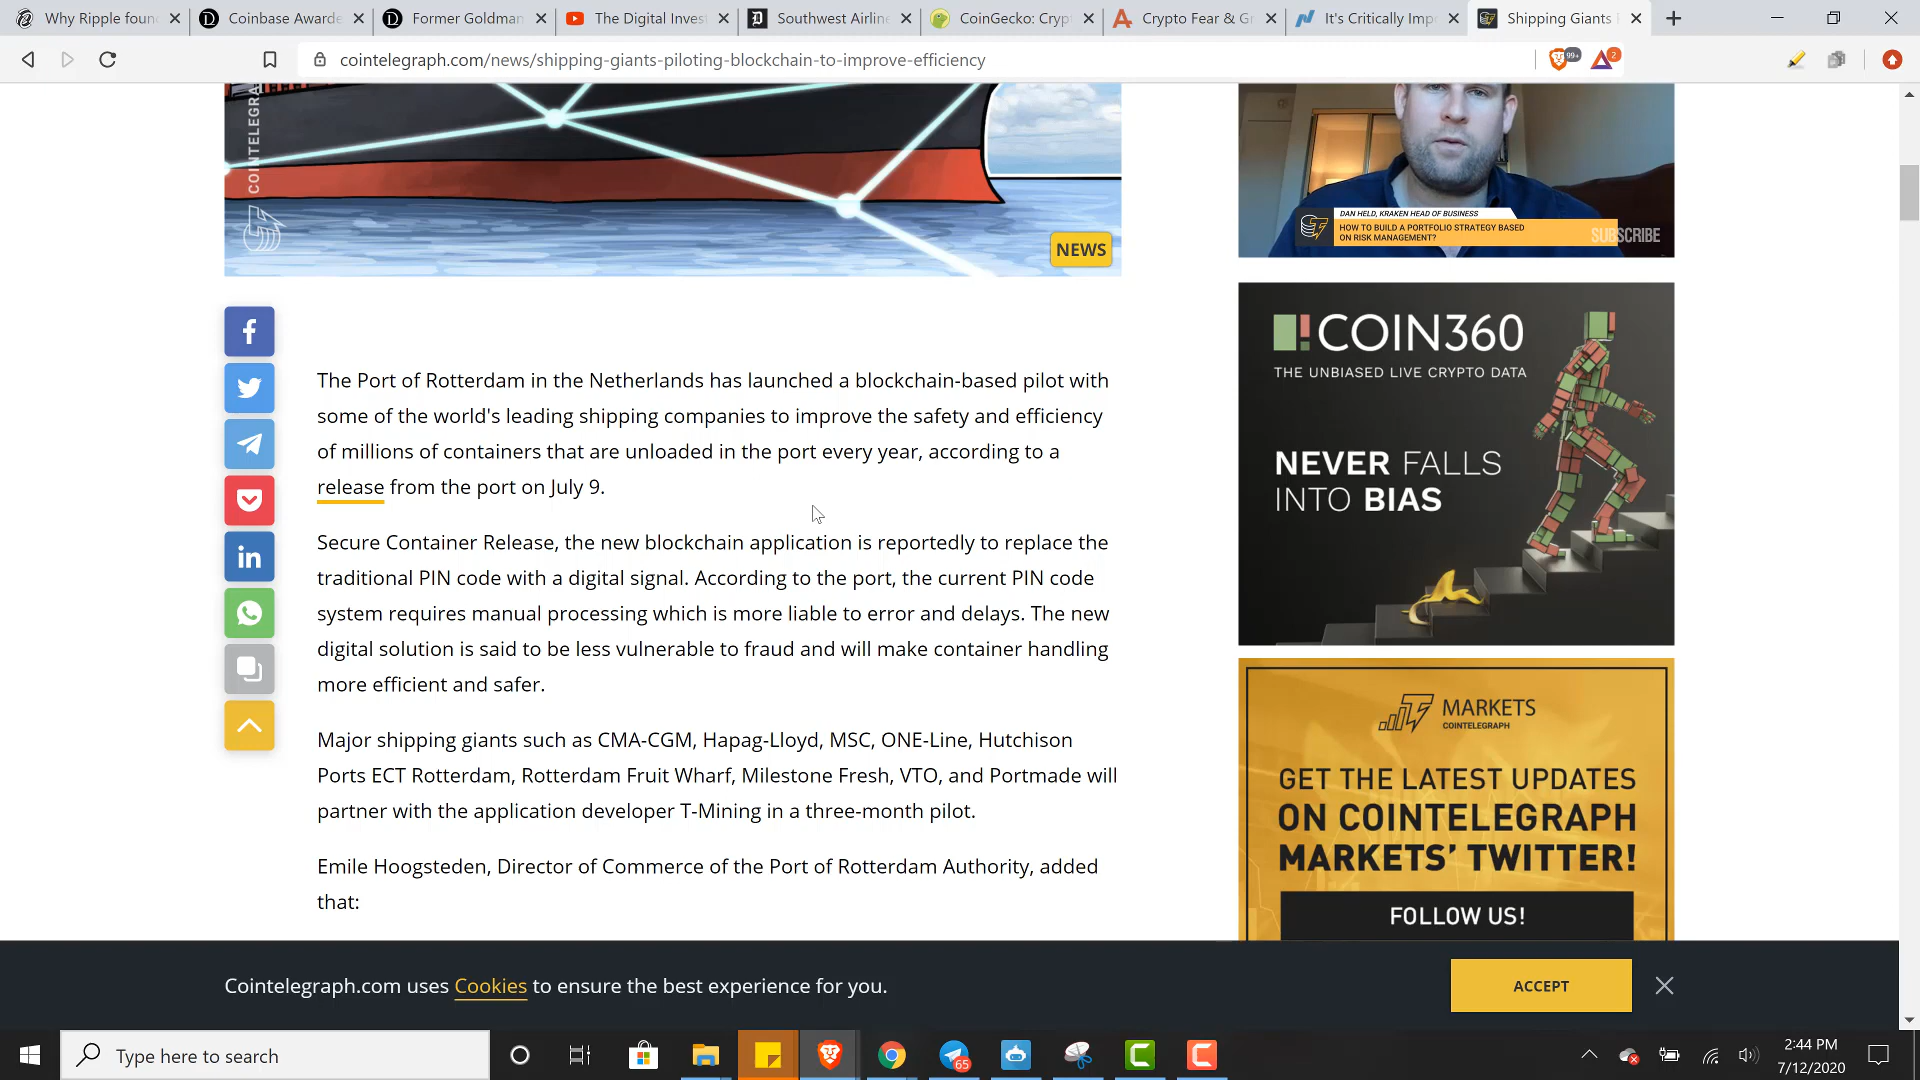 Why Ripple foun
Coinbase Awarde
Former Goldman
The Digital Invest
Southwest Airline
CoinGecko: Cryp
Crypto Fear & Gr
It's Critically Imp
Shipping Giants
cointelegraph.com/news/shipping-giants-piloting-blockchain-to-improve-efficiency
99+
2
COINTELEGRA
NEWS
DAN HELD, KRAKEN HEAD OF BUSINESS
HOW TO BUILD A PORTFOLIO STRATEGY BASED
ON RISK MANAGEMENT?
SUBSCRIBE
The Port of Rotterdam in the Netherlands has launched a blockchain-based pilot with
some of the world's leading shipping companies to improve the safety and efficiency
of millions of containers that are unloaded in the port every year, according to a
release from the port on July 9.
Secure Container Release, the new blockchain application is reportedly to replace the
traditional PIN code with a digital signal. According to the port, the current PIN code
system requires manual processing which is more liable to error and delays. The new
digital solution is said to be less vulnerable to fraud and will make container handling
more efficient and safer.
Major shipping giants such as CMA-CGM, Hapag-Lloyd, MSC, ONE-Line, Hutchison
Ports ECT Rotterdam, Rotterdam Fruit Wharf, Milestone Fresh, VTO, and Portmade will
partner with the application developer T-Mining in a three-month pilot.
Emile Hoogsteden, Director of Commerce of the Port of Rotterdam Authority, added
that:
COIN360
THE UNBIASED LIVE CRYPTO DATA
NEVER FALLS
INTO BIAS
MARKETS
COINTELEGRAPH
GET THE LATEST UPDATES
ON COINTELEGRAPH
MARKETS' TWITTER!
FOLLOW US!
Cointelegraph.com uses Cookies to ensure the best experience for you.
ACCEPT
Type here to search
65
2:44 PM
7/12/2020